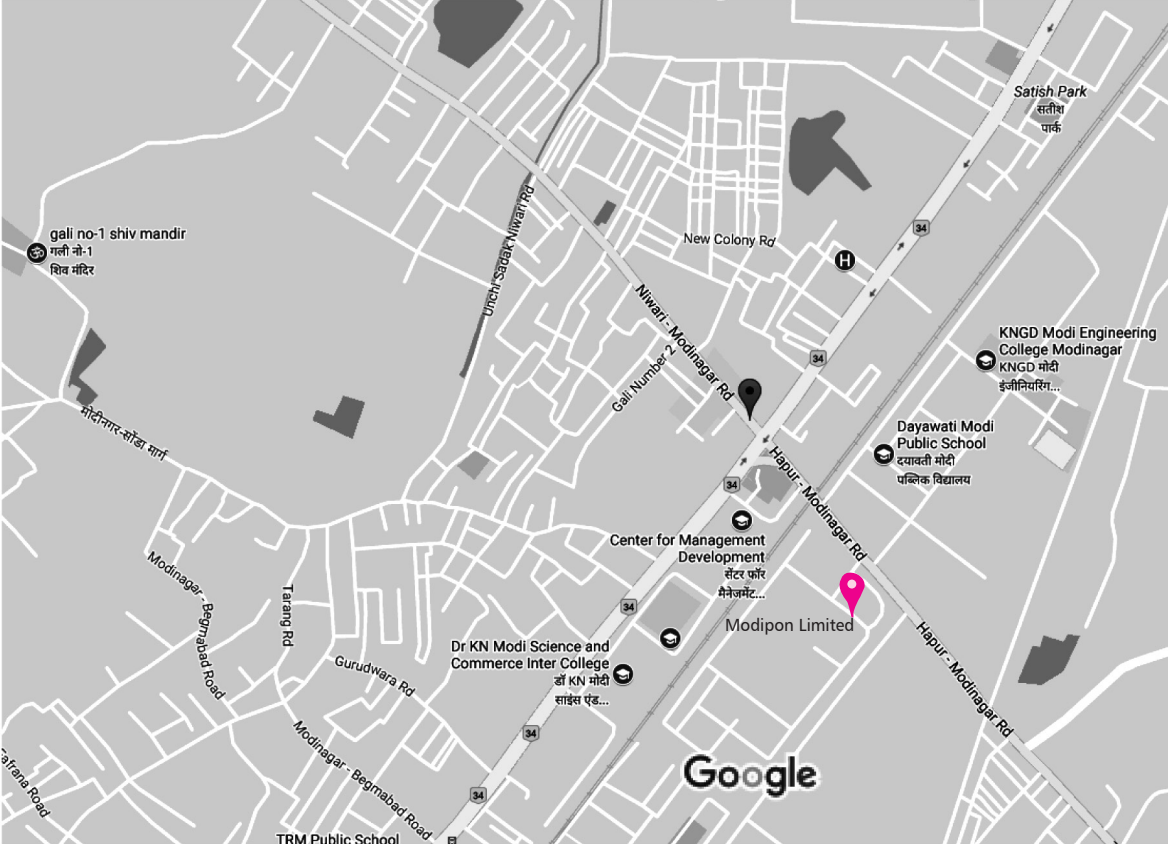 Satish Park
सतीश
पार्क
34
Unchi Sadak Niwari Rd
gali no-1 shiv mandir
गली नो-1
शिव मंदिर
New Colony Rd
H
Niwari - Modinagar Rd
KNGD Modi Engineering
College Modinagar
KNGD मोदी
इंजीनियरिंग...
34
Gali Number 2
मोदीनगर-सोंडा मार्ग
Dayawati Modi
Public School
दयावती मोदी
पब्लिक विद्यालय
Hapur - Modinagar Rd
34
Center for Management
Development
सेंटर फॉर
मैनेजमेंट...
Modinagar - Begmabad Road
Tarang Rd
34
Modipon Limited
Hapur - Modinagar Rd
Dr KN Modi Science and
Commerce Inter College
डॉ KN मोदी
साइंस एंड...
Gurudwara Rd
34
Modinagar - Begmabad Road
Google
34
TRM Public School